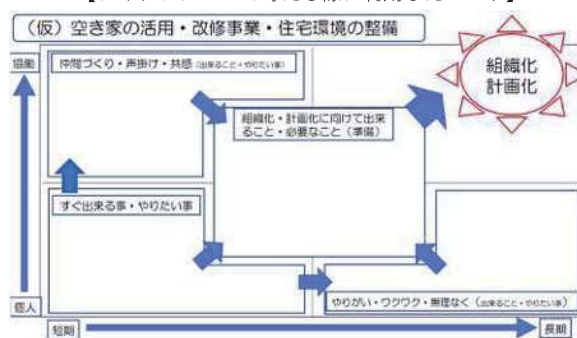 （仮）空き家の活用・改修事業・住宅環境の整備
協働
仲間づくり・声掛け・共感（出来ること・やりたい事）
組織化
計画化
組織化・計画化に向けて出来
ること・必要なこと（準備）
すぐ出来る事・やりたい事
やりがい・ワクワク・無理なく（出来ること・やりたい事）
個人
短期
長期